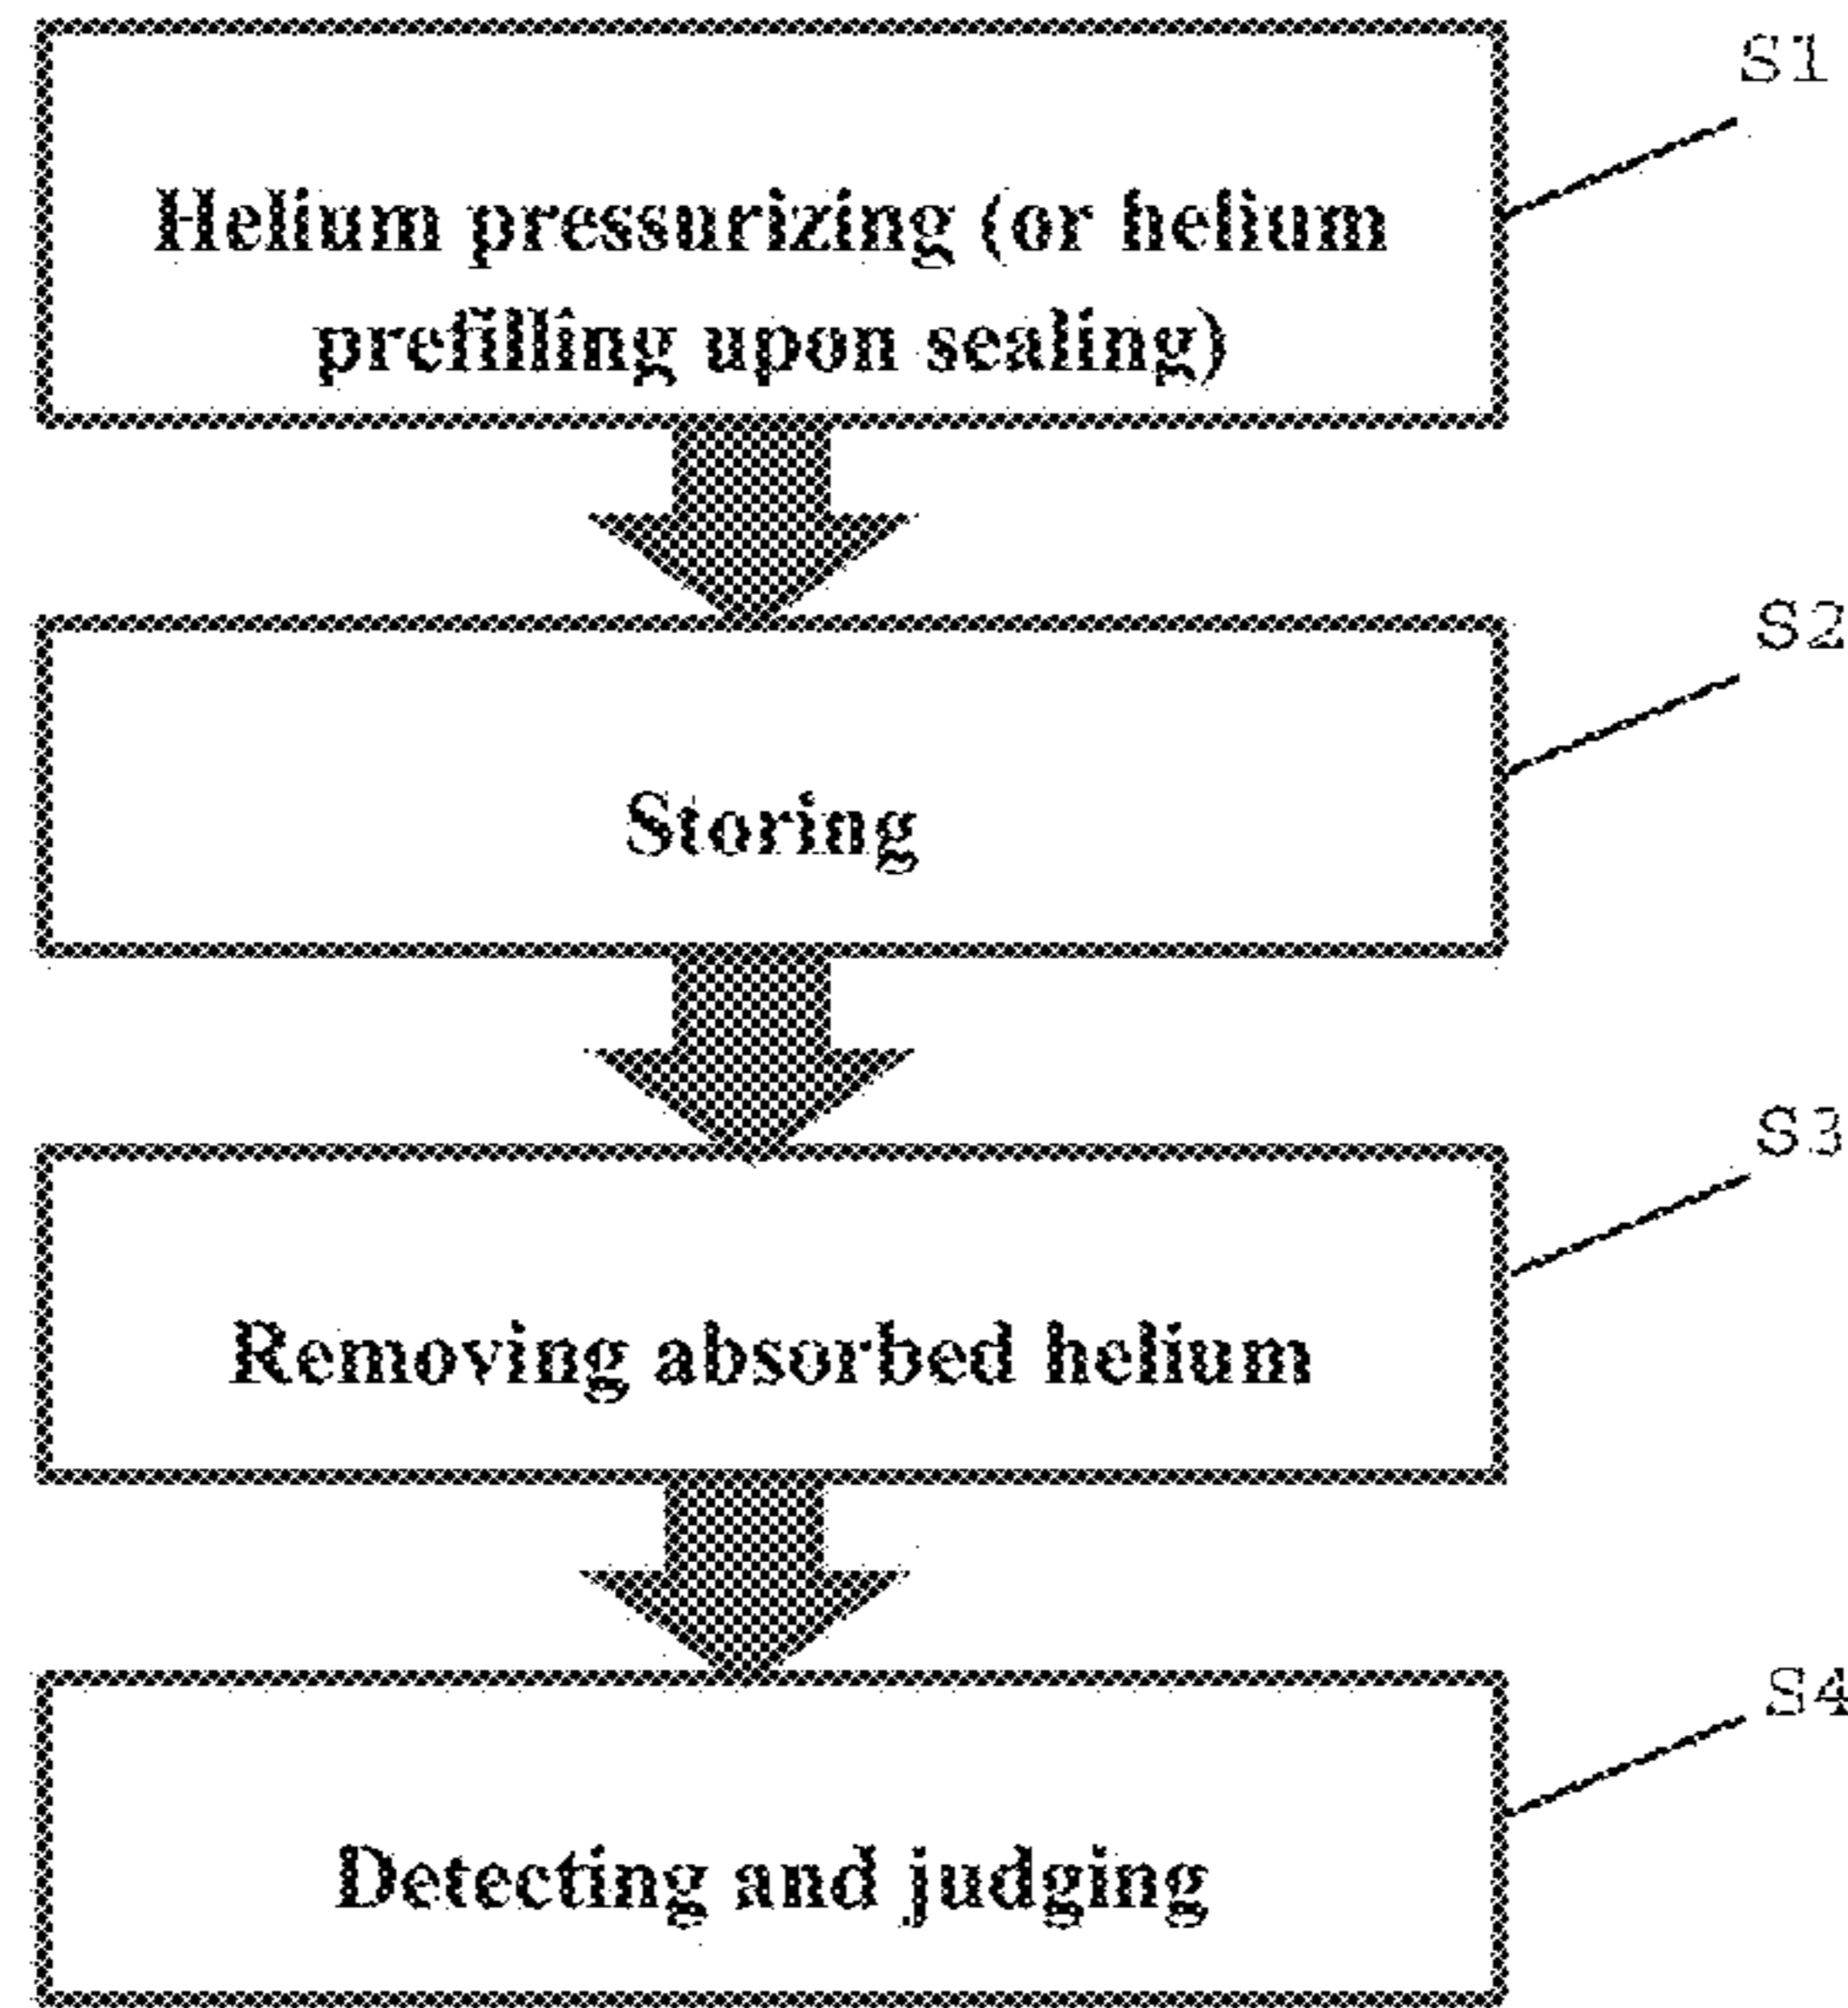 S1
Helium pressurizing (or helium
prefilling upon sealing)
S2
Storing
S3
Removing absorbed helium
S4
Detecting and judging